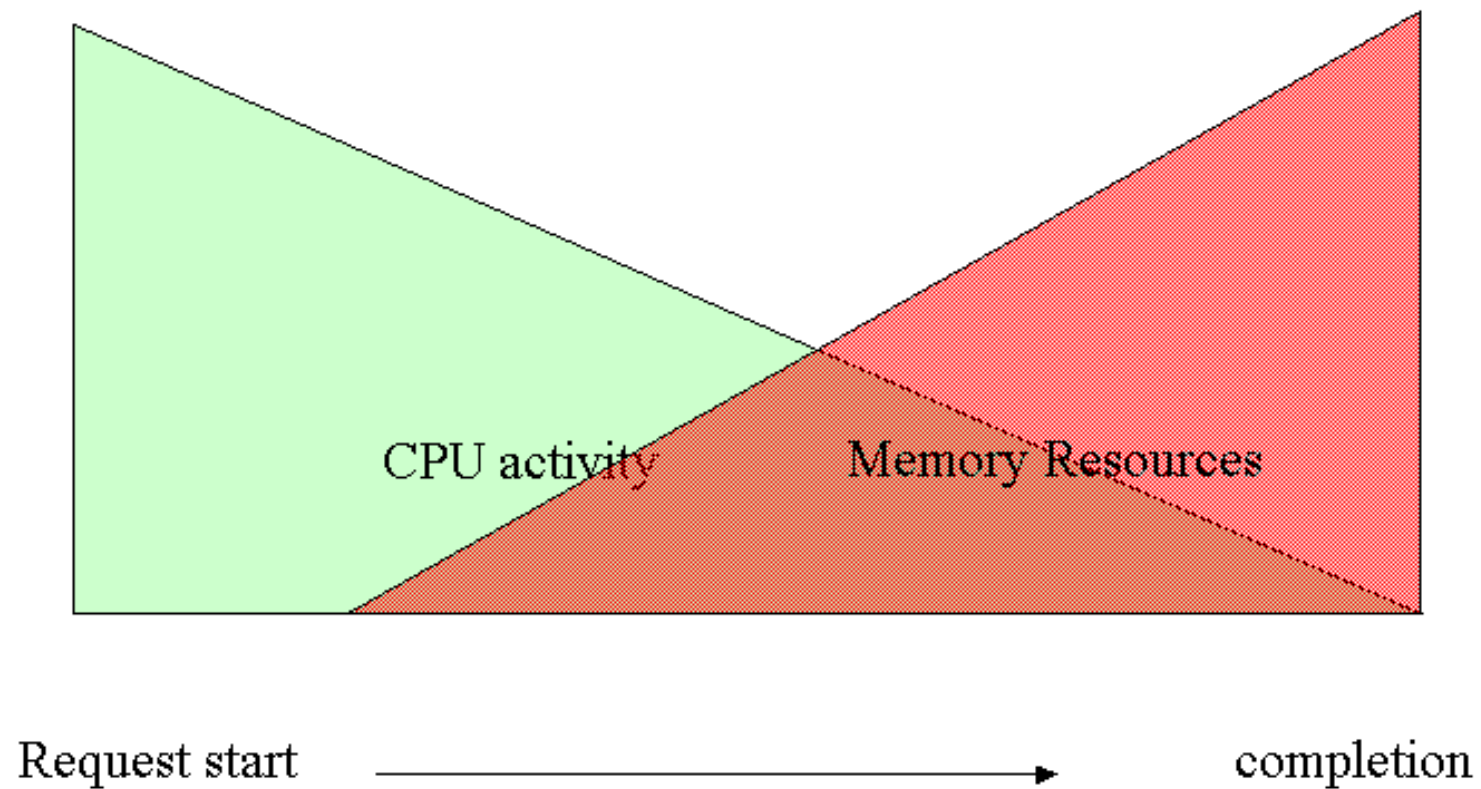 CPU activity
Memory Resources
Request start
completion